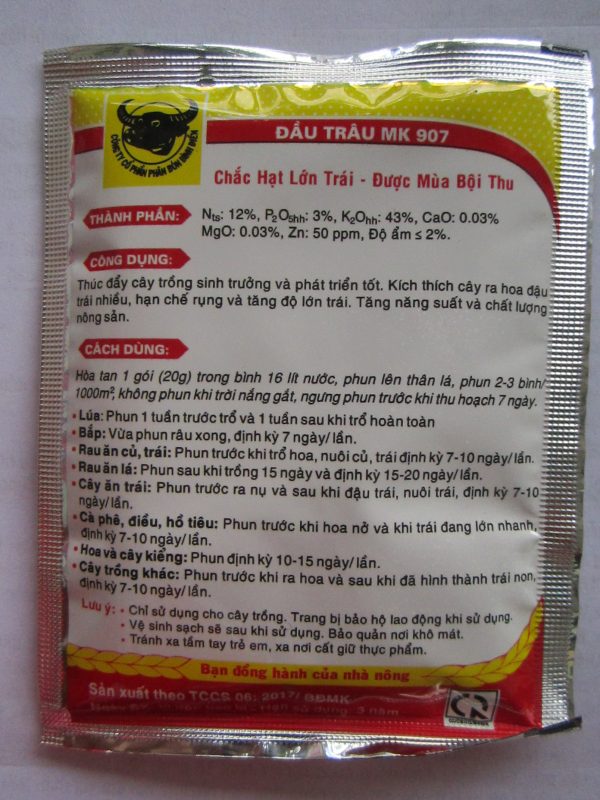 CÔNG TY CỔ PHẦN PHÂN BÓN BÌNH ĐIỀN
ĐẦU TRÂU MK 907
Chắc Hạt Lớn Trái - Được Mùa Bội Thu
THÀNH PHẦN:
Nts: 12%, P2O5hh: 3%, K2Ohh: 43%, CaO: 0.03%
MgO: 0.03%, Zn: 50 ppm, Độ ẩm ≤ 2%.
CÔNG DỤNG:
Thúc đẩy cây trồng sinh trưởng và phát triển tốt. Kích thích cây ra hoa đậu
trái nhiều, hạn chế rụng và tăng độ lớn trái. Tăng năng suất và chất lượng
nông sản.
CÁCH DÙNG:
Hòa tan 1 gói (20g) trong bình 16 lít nước, phun lên thân lá, phun 2-3 bình/
1000m², không phun khi trời nắng gắt, ngưng phun trước khi thu hoạch 7 ngày.
• Lúa: Phun 1 tuần trước trổ và 1 tuần sau khi trổ hoàn toàn
• Bắp: Vừa phun râu xong, định kỳ 7 ngày/ lần.
• Rau ăn củ, trái: Phun trước khi trổ hoa, nuôi củ, trái định kỳ 7-10 ngày/ lần.
• Rau ăn lá: Phun sau khi trồng 15 ngày và định kỳ 15-20 ngày/ lần.
• Cây ăn trái: Phun trước ra nụ và sau khi đậu trái, nuôi trái, định kỳ 7-10
ngày/ lần.
• Cà phê, điều, hồ tiêu: Phun trước khi hoa nở và khi trái đang lớn nhanh,
định kỳ 7-10 ngày/ lần.
• Hoa và cây kiểng: Phun định kỳ 10-15 ngày/ lần.
• Cây trồng khác: Phun trước khi ra hoa và sau khi đã hình thành trái non,
định kỳ 7-10 ngày/ lần.
Lưu ý: • Chỉ sử dụng cho cây trồng. Trang bị bảo hộ lao động khi sử dụng.
• Vệ sinh sạch sẽ sau khi sử dụng. Bảo quản nơi khô mát.
• Tránh xa tầm tay trẻ em, xa nơi cất giữ thực phẩm.
Bạn đồng hành của nhà nông
Sản xuất theo TCCS 06: 2017/ BĐMK
Hạn sử dụng: 3 năm
CR